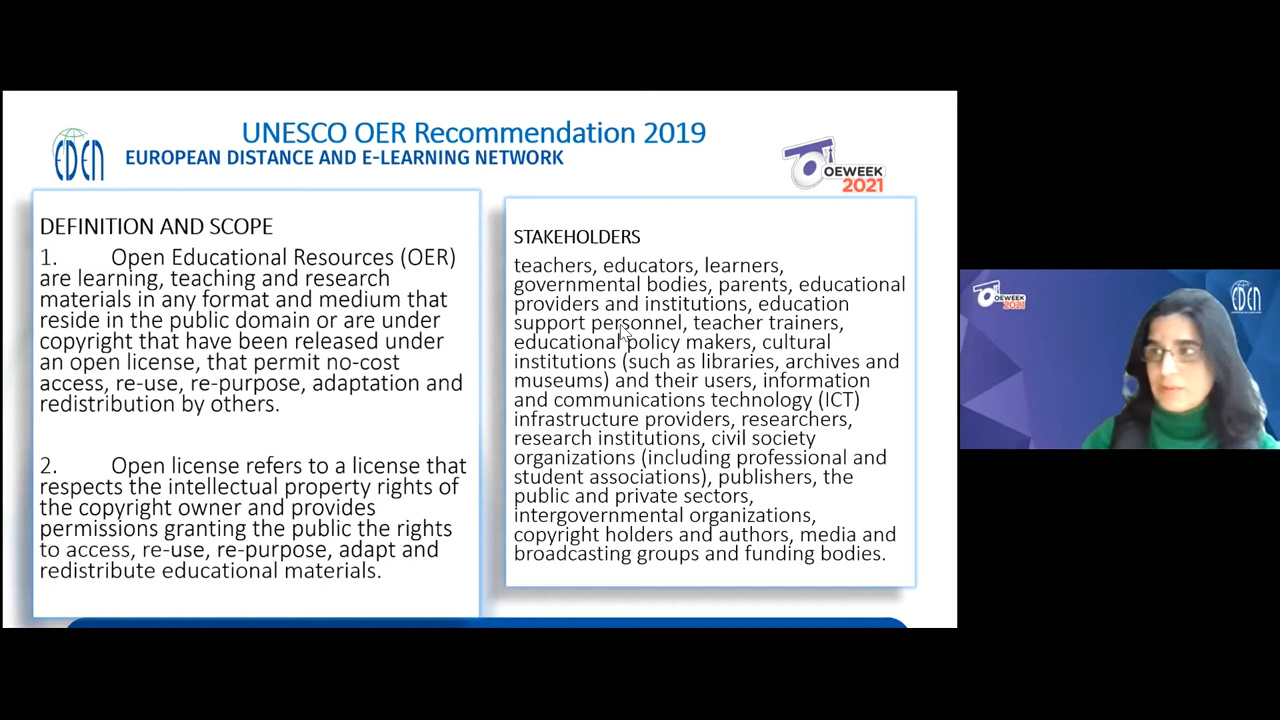 UNESCO OER Recommendation 2019
EDEN
EUROPEAN DISTANCE AND E-LEARNING NETWORK
OEWEEK
2021
DEFINITION AND SCOPE
1. Open Educational Resources (OER)
are learning, teaching and research
materials in any format and medium that
reside in the public domain or are under
copyright that have been released under
an open license, that permit no-cost
access, re-use, re-purpose, adaptation and
redistribution by others.
2. Open license refers to a license that
respects the intellectual property rights of
the copyright owner and provides
permissions granting the public the rights
to access, re-use, re-purpose, adapt and
redistribute educational materials.
STAKEHOLDERS
teachers, educators, learners,
governmental bodies, parents, educational
providers and institutions, education
support personnel, teacher trainers,
educational policy makers, cultural
institutions (such as libraries, archives and
museums) and their users, information
and communications technology (ICT)
infrastructure providers, researchers,
research institutions, civil society
organizations (including professional and
student associations), publishers, the
public and private sectors,
intergovernmental organizations,
copyright holders and authors, media and
broadcasting groups and funding bodies.
OEWEEK
2021
EDEN